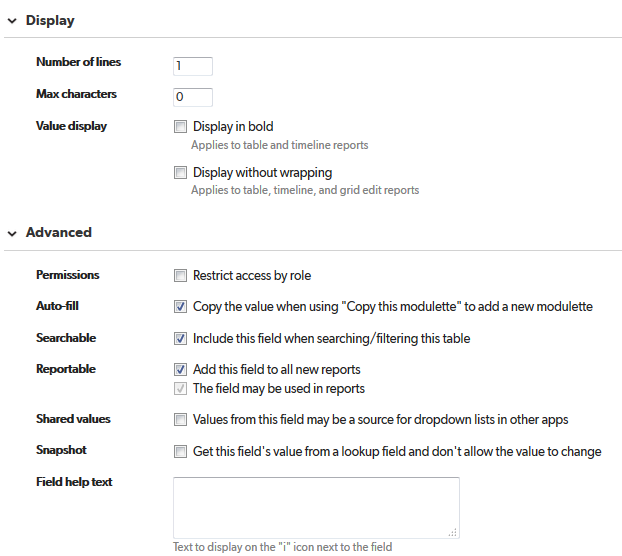 Display
Number of lines
1
Max characters
0
Value display
Display in bold
Applies to table and timeline reports
Display without wrapping
Applies to table, timeline, and grid edit reports
Advanced
Permissions
Restrict access by role
Auto-fill
Copy the value when using "Copy this modulette" to add a new modulette
Searchable
Include this field when searching/filtering this table
Reportable
Add this field to all new reports
The field may be used in reports
Shared values
Values from this field may be a source for dropdown lists in other apps
Snapshot
Get this field's value from a lookup field and don't allow the value to change
Field help text
Text to display on the "i" icon next to the field